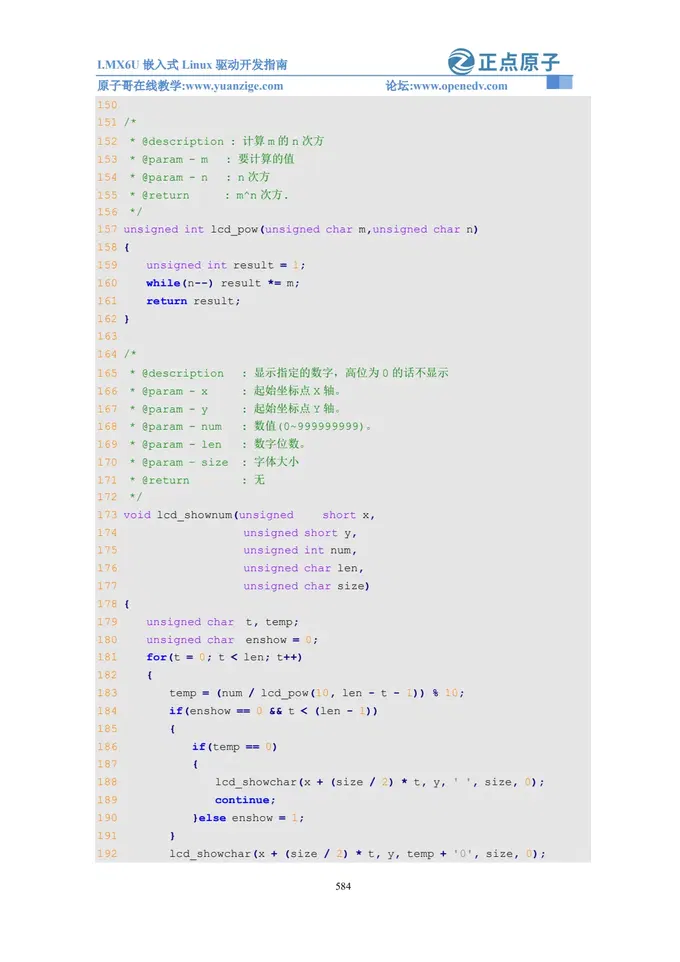 I.MX6U 嵌入式 Linux 驱动开发指南
正点原子
原子哥在线教学:www.yuanzige.com 论坛:www.openedv.com
150
151 /*
152  * @description : 计算 m 的 n 次方
153  * @param - m   : 要计算的值
154  * @param - n   : n 次方
155  * @return      : m^n 次方.
156  */
157 unsigned int lcd_pow(unsigned char m,unsigned char n)
158 {
159     unsigned int result = 1;
160     while(n--) result *= m;
161     return result;
162 }
163
164 /*
165  * @description   : 显示指定的数字，高位为 0 的话不显示
166  * @param - x     : 起始坐标点 X 轴。
167  * @param - y     : 起始坐标点 Y 轴。
168  * @param - num   : 数值(0~999999999)。
169  * @param - len   : 数字位数。
170  * @param - size  : 字体大小
171  * @return        : 无
172  */
173 void lcd_shownum(unsigned    short x,
174                  unsigned short y,
175                  unsigned int num,
176                  unsigned char len,
177                  unsigned char size)
178 {
179     unsigned char  t, temp;
180     unsigned char  enshow = 0;
181     for(t = 0; t < len; t++)
182     {
183         temp = (num / lcd_pow(10, len - t - 1)) % 10;
184         if(enshow == 0 && t < (len - 1))
185         {
186             if(temp == 0)
187             {
188                 lcd_showchar(x + (size / 2) * t, y, ' ', size, 0);
189                 continue;
190             }else enshow = 1;
191         }
192         lcd_showchar(x + (size / 2) * t, y, temp + '0', size, 0);
584